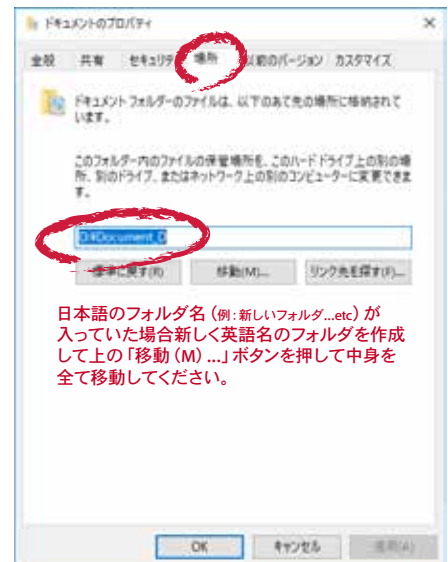 ドキュメントのプロパティ
全般 共有 セキュリティ 場所 以前のバージョン カスタマイズ
ドキュメント フォルダーのファイルは、以下のあて先の場所に格納されて
います。
このフォルダー内のファイルの保管場所を、このハード ドライブ上の別の場
所、別のドライブ、またはネットワーク上の別のコンピューターに変更できま
す。
D:¥Document_D
標準に戻す(R) 移動(M)... リンク先を探す(F)...
日本語のフォルダ名（例：新しいフォルダ...etc）が
入っていた場合新しく英語名のフォルダを作成
して上の「移動（M）...」ボタンを押して中身を
全て移動してください。
OK キャンセル 適用(A)